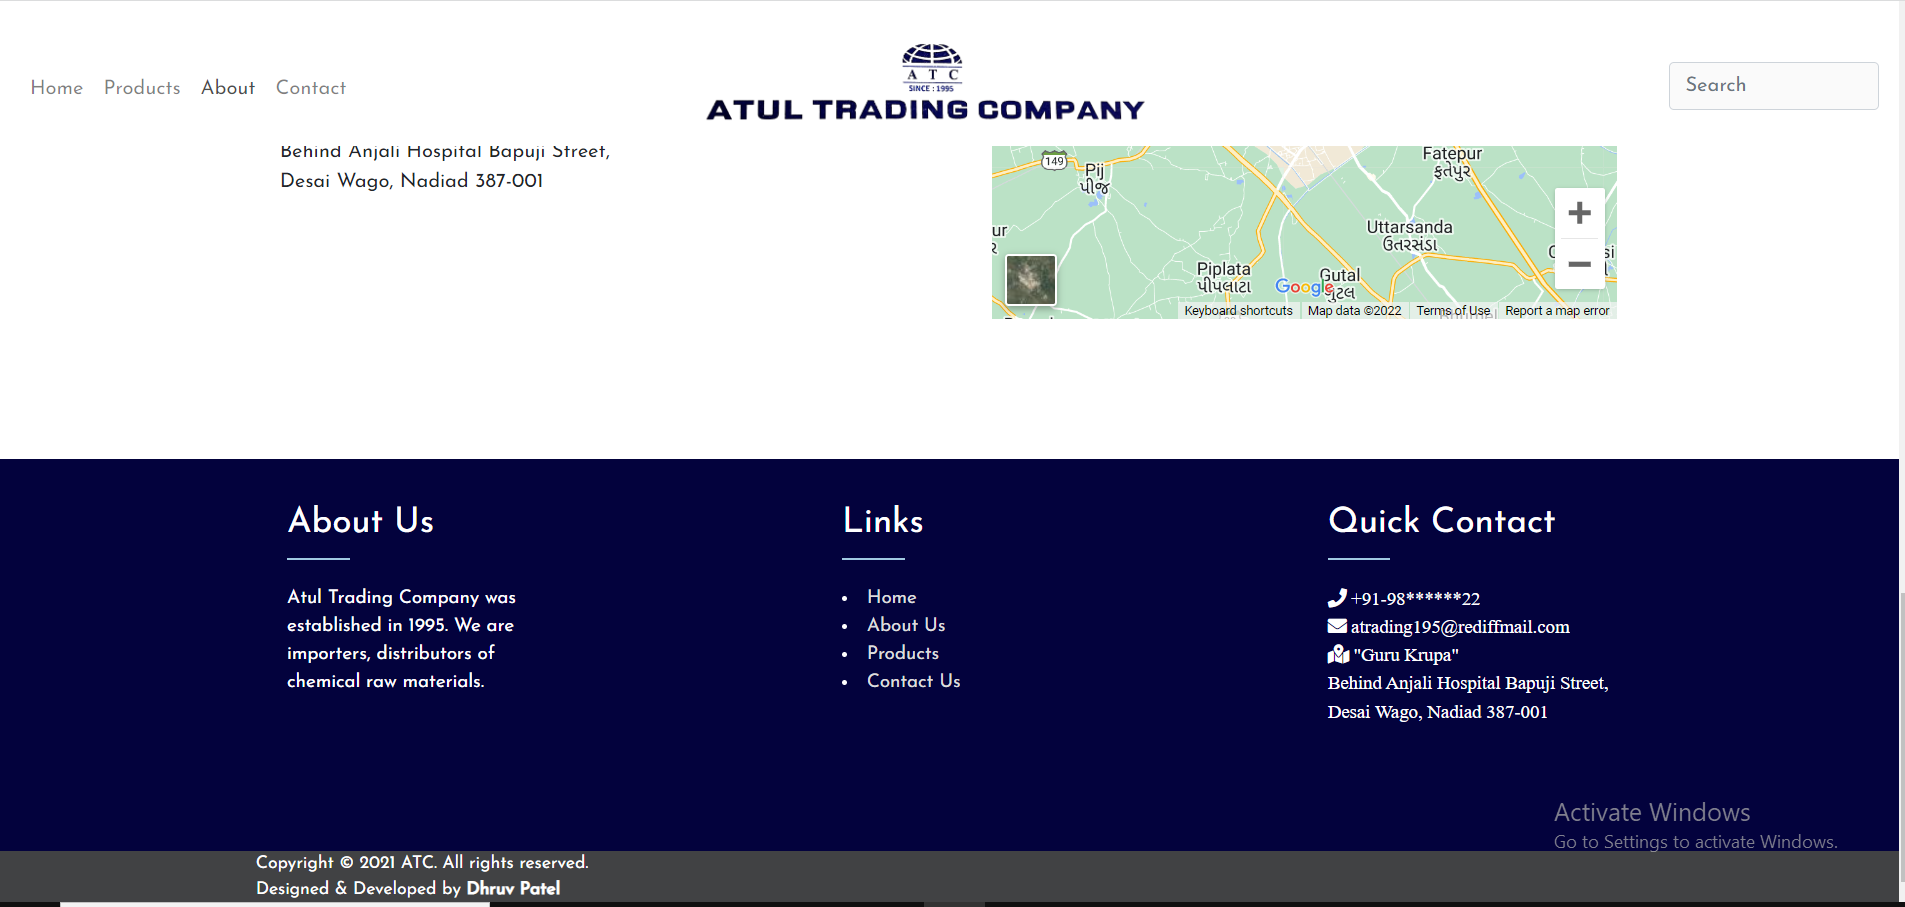 Home Products About Contact
A T C
SINCE : 1995
ATUL TRADING COMPANY
Search
Behind Anjali Hospital Bapuji Street,
Desai Wago, Nadiad 387-001
149
Pij
પીજ
Fatepur
ફતેપુર
ur
Uttarsanda
ઉતરસંડા
Piplata
પીપલાટા
Gutal
ગુટલ
Google
Keyboard shortcuts Map data ©2022 Terms of Use Report a map error
About Us
Atul Trading Company was
established in 1995. We are
importers, distributors of
chemical raw materials.
Links
• Home
• About Us
• Products
• Contact Us
Quick Contact
+91-98******22
atrading195@rediffmail.com
"Guru Krupa"
Behind Anjali Hospital Bapuji Street,
Desai Wago, Nadiad 387-001
Activate Windows
Go to Settings to activate Windows.
Copyright © 2021 ATC. All rights reserved.
Designed & Developed by Dhruv Patel